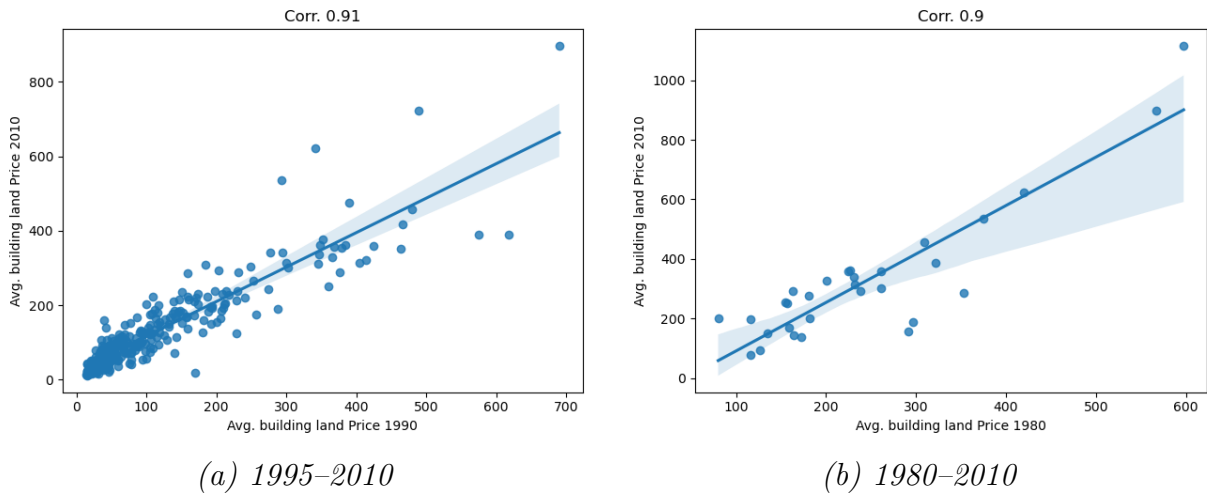 Corr. 0.91
Avg. building land Price 2010
800
600
400
200
0
0 100 200 300 400 500 600 700
Avg. building land Price 1990
(a) 1995–2010
Corr. 0.9
Avg. building land Price 2010
1000
800
600
400
200
0
100 200 300 400 500 600
Avg. building land Price 1980
(b) 1980–2010